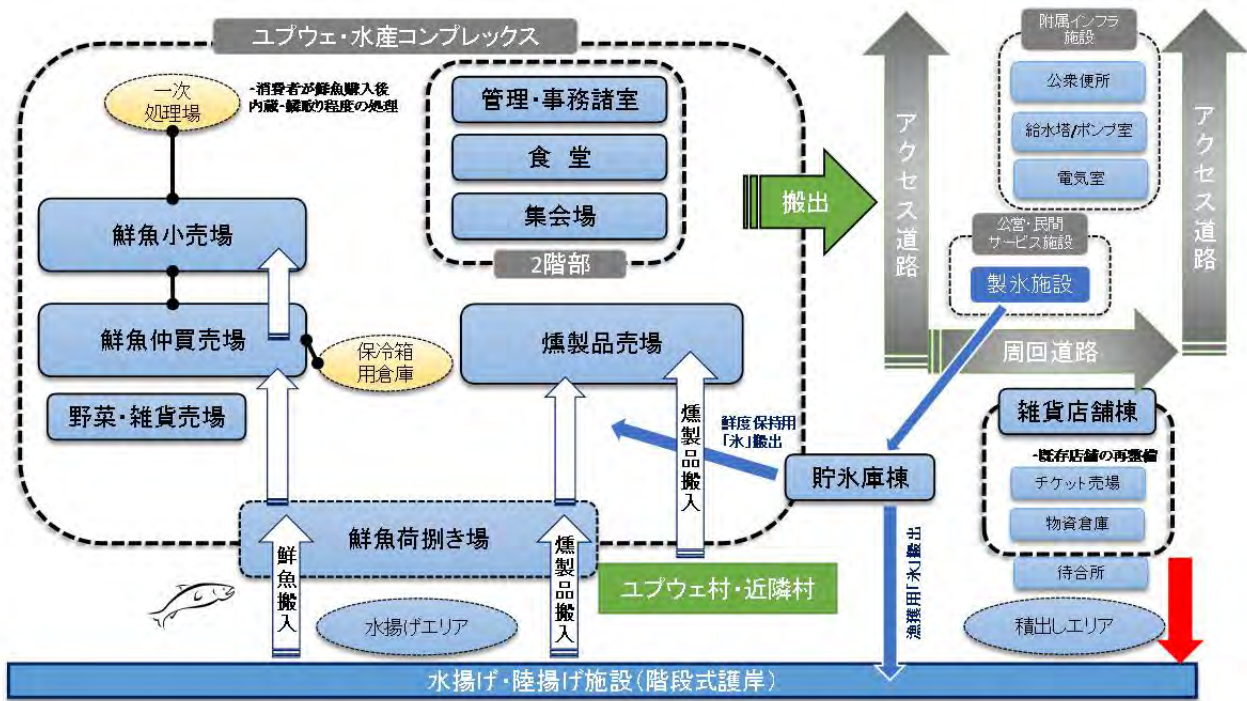 ユプウェ・水産コンプレックス
一次
処理場
-消費者が鮮魚購入後
内蔵・鱗取り程度の処理
管理・事務諸室
食 堂
集会場
2階部
鮮魚小売場
鮮魚仲買売場
保冷箱
用倉庫
野菜・雑貨売場
燻製品売場
鮮魚荷捌き場
鮮魚搬入
燻製品搬入
燻製品搬入
水揚げエリア
ユプウェ村・近隣村
搬出
鮮度保持用
「氷」搬出
貯氷庫棟
漁獲用「氷」搬出
アクセス道路
アクセス道路
周回道路
附属インフラ
施設
公衆便所
給水塔/ポンプ室
電気室
公営・民間
サービス施設
製氷施設
雑貨店舗棟
-既存店舗の再整備
チケット売場
物資倉庫
待合所
積出しエリア
水揚げ・陸揚げ施設(階段式護岸)